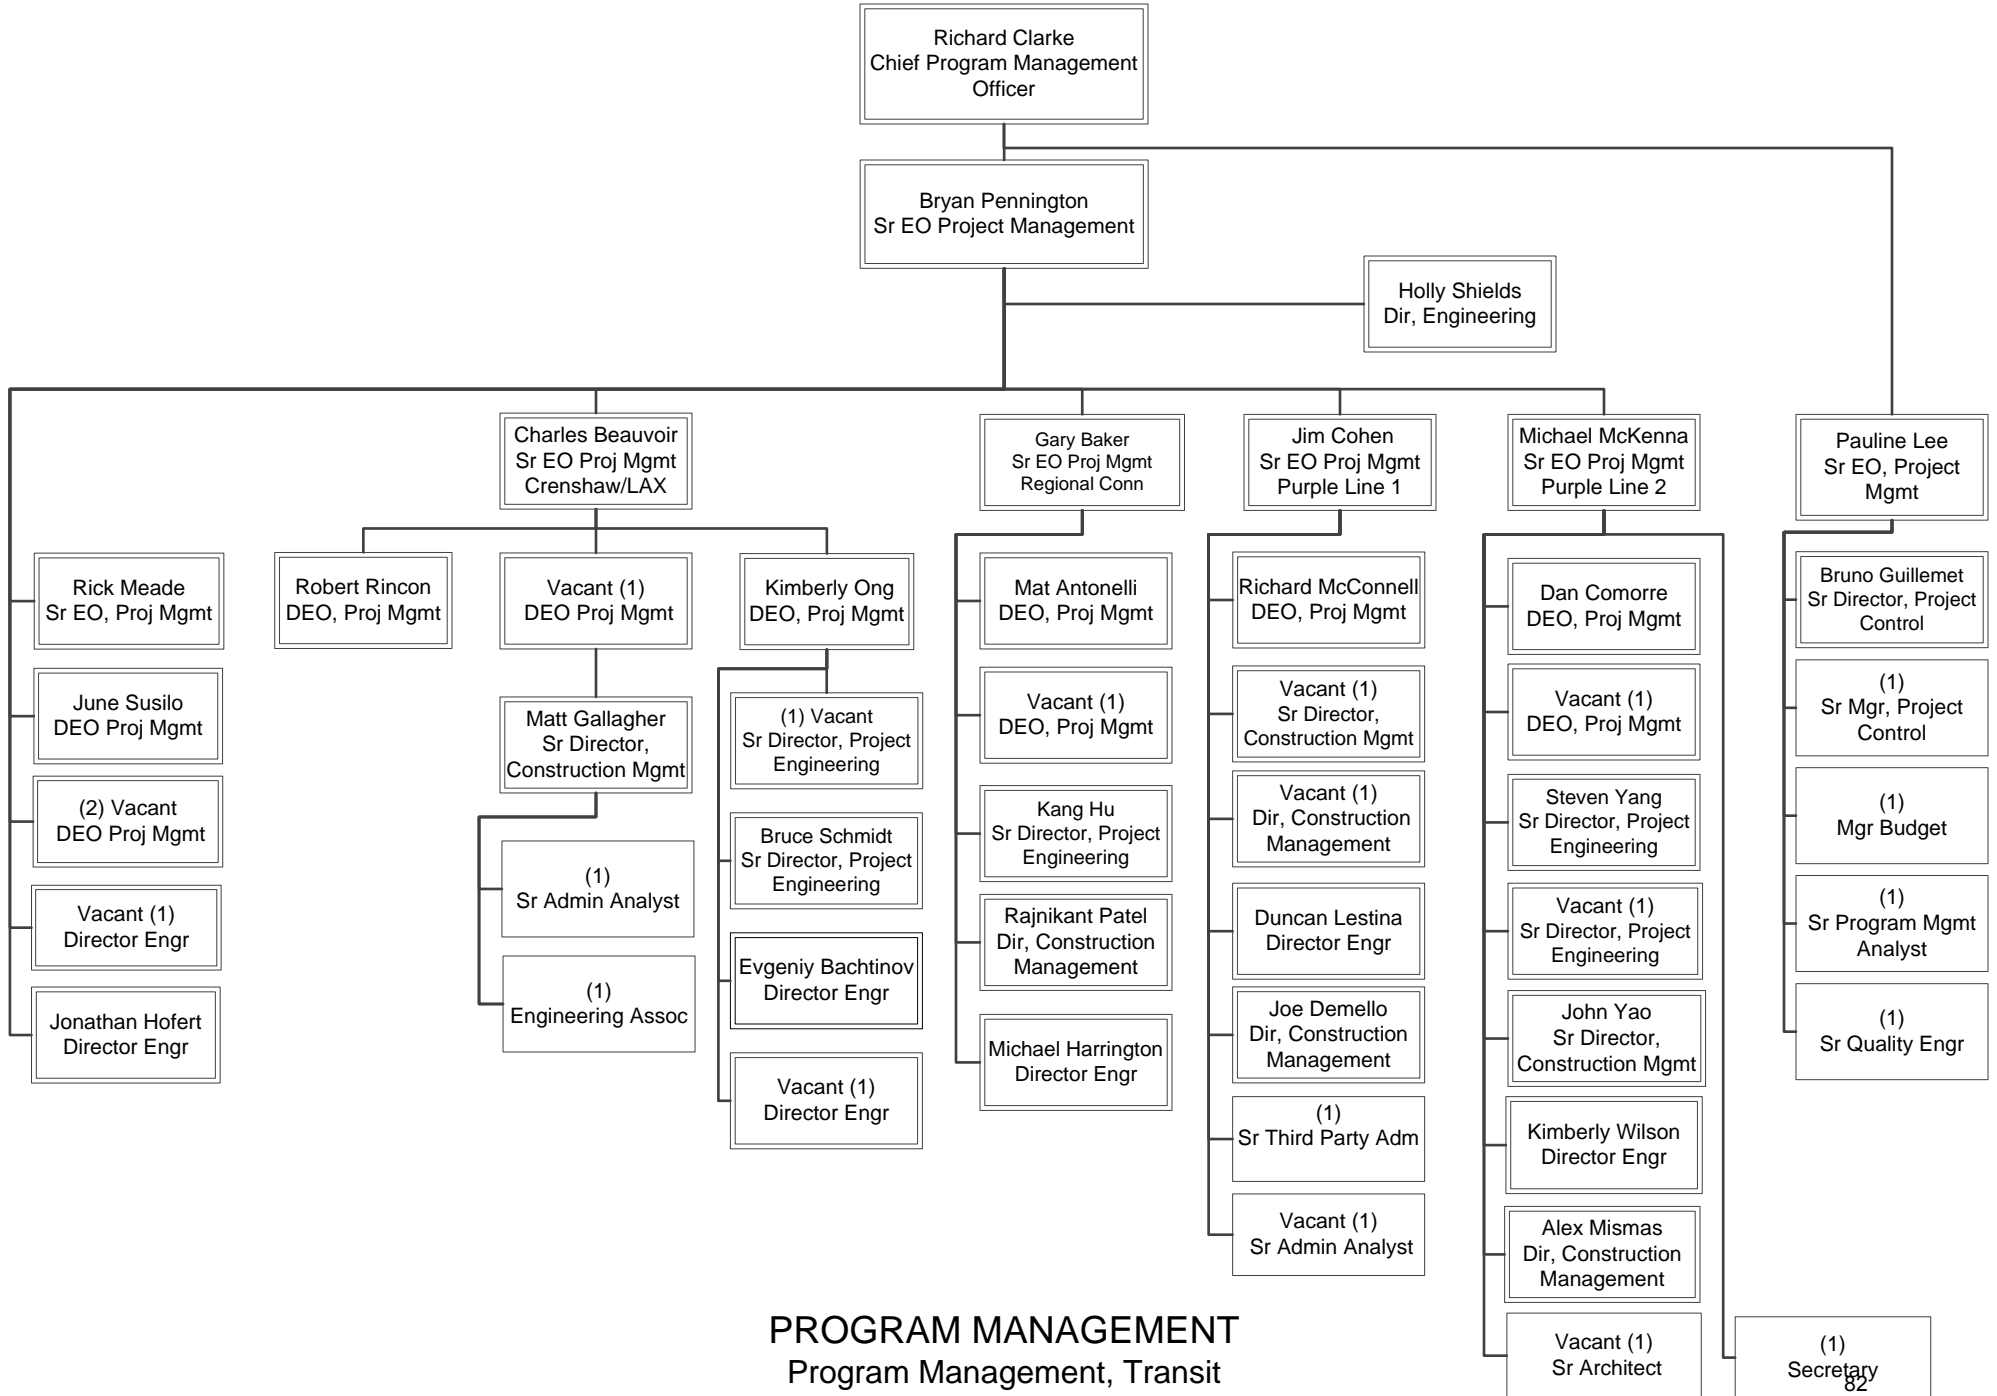 Richard Clarke
Chief Program Management
Officer
Bryan Pennington
Sr EO Project Management
Holly Shields
Dir, Engineering
Charles Beauvoir
Sr EO Proj Mgmt
Crenshaw/LAX
Gary Baker
Sr EO Proj Mgmt
Regional Conn
Jim Cohen
Sr EO Proj Mgmt
Purple Line 1
Michael McKenna
Sr EO Proj Mgmt
Purple Line 2
Pauline Lee
Sr EO, Project
Mgmt
Rick Meade
Sr EO, Proj Mgmt
June Susilo
DEO Proj Mgmt
(2) Vacant
DEO Proj Mgmt
Vacant (1)
Director Engr
Jonathan Hofert
Director Engr
Robert Rincon
DEO, Proj Mgmt
Vacant (1)
DEO Proj Mgmt
Matt Gallagher
Sr Director,
Construction Mgmt
(1)
Sr Admin Analyst
(1)
Engineering Assoc
Kimberly Ong
DEO, Proj Mgmt
(1) Vacant
Sr Director, Project
Engineering
Bruce Schmidt
Sr Director, Project
Engineering
Evgeniy Bachtinov
Director Engr
Vacant (1)
Director Engr
Mat Antonelli
DEO, Proj Mgmt
Vacant (1)
DEO, Proj Mgmt
Kang Hu
Sr Director, Project
Engineering
Rajnikant Patel
Dir, Construction
Management
Michael Harrington
Director Engr
Richard McConnell
DEO, Proj Mgmt
Vacant (1)
Sr Director,
Construction Mgmt
Vacant (1)
Dir, Construction
Management
Duncan Lestina
Director Engr
Joe Demello
Dir, Construction
Management
(1)
Sr Third Party Adm
Vacant (1)
Sr Admin Analyst
Dan Comorre
DEO, Proj Mgmt
Vacant (1)
DEO, Proj Mgmt
Steven Yang
Sr Director, Project
Engineering
Vacant (1)
Sr Director, Project
Engineering
John Yao
Sr Director,
Construction Mgmt
Kimberly Wilson
Director Engr
Alex Mismas
Dir, Construction
Management
Vacant (1)
Sr Architect
(1)
Secretary
Bruno Guillemet
Sr Director, Project
Control
(1)
Sr Mgr, Project
Control
(1)
Mgr Budget
(1)
Sr Program Mgmt
Analyst
(1)
Sr Quality Engr
PROGRAM MANAGEMENT
Program Management, Transit
82